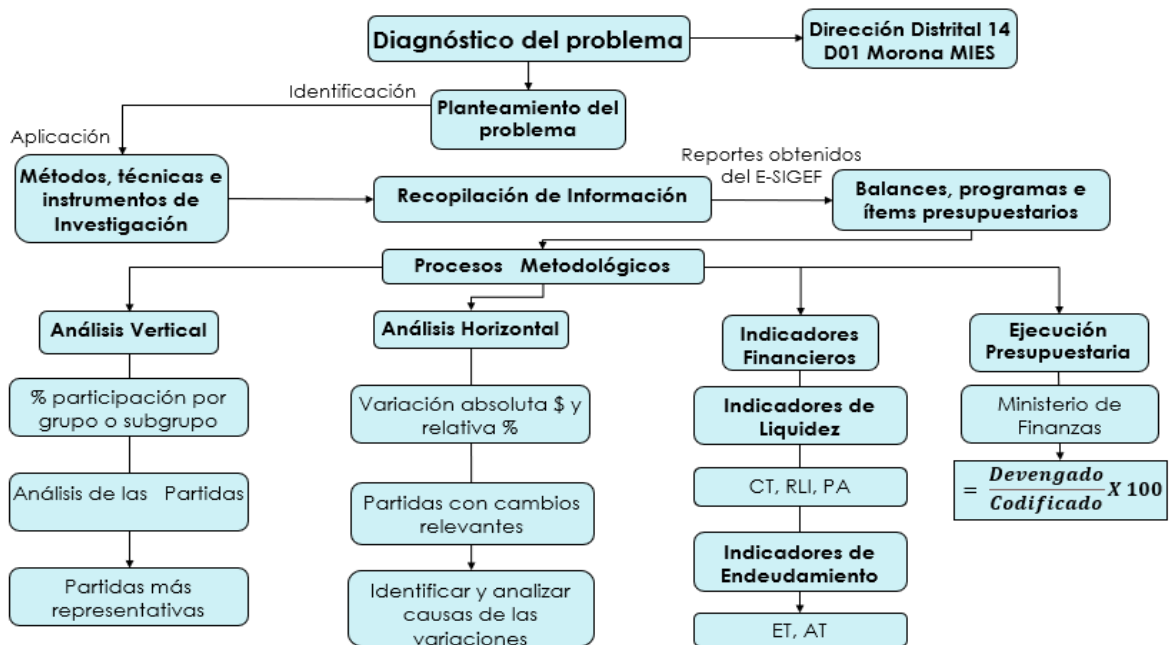 Diagnóstico del problema
Dirección Distrital 14
D01 Morona MIES
Identificación
Planteamiento del
problema
Aplicación
Métodos, técnicas e
instrumentos de
Investigación
Recopilación de Información
Reportes obtenidos
del E-SIGEF
Balances, programas e
ítems presupuestarios
Procesos Metodológicos
Análisis Vertical
% participación por
grupo o subgrupo
Análisis de las Partidas
Partidas más
representativas
Análisis Horizontal
Variación absoluta $ y
relativa %
Partidas con cambios
relevantes
Identificar y analizar
causas de las
variaciones
Indicadores
Financieros
Indicadores de
Liquidez
CT, RLI, PA
Indicadores de
Endeudamiento
ET, AT
Ejecución
Presupuestaria
Ministerio de
Finanzas
= Devengado / Codificado X 100